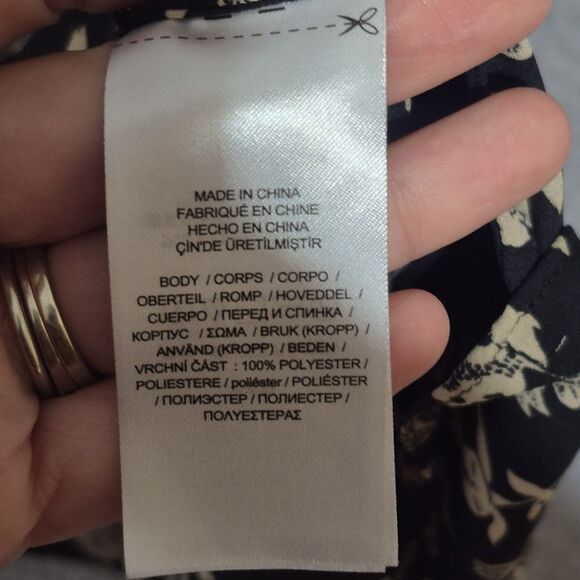 MADE IN CHINA
FABRIQUÉ EN CHINE
HECHO EN CHINA
ÇİN'DE ÜRETİLMİŞTİR
BODY / CORPS / CORPO /
OBERTEIL / ROMP / HOVEDDEL /
CUERPO / ПЕРЕД И СПИНКА /
КОРПУС / ΣΩΜΑ / BRUK (KROPP) /
ANVÄND (KROPP) / BEDEN /
VRCHNÍ ČÁST : 100% POLYESTER /
POLIESTERE / poliéster / POLIÉSTER
/ ПОЛИЭСТЕР / ПОЛИЕСТЕР /
ΠΟΛΥΕΣΤΕΡΑΣ